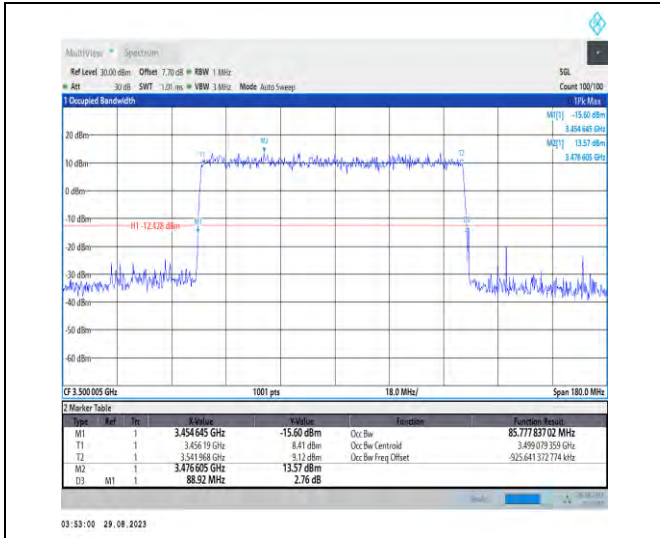 MultiView Spectrum
Ref Level 30.00 dBm Offset 7.70 dB RBW 1 MHz SGL
Att 30 dB SWT 1.01 ms VBW 3 MHz Mode Auto Sweep Count 100/100
1 Occupied Bandwidth 1Pk Max
M1[1] -15.60 dBm
3.454 645 GHz
M2[1] 13.57 dBm
3.476 605 GHz
20 dBm
M2
T1 T2
10 dBm
0 dBm
-10 dBm
H1 -12.428 dBm
M1
D3
-20 dBm
-30 dBm
-40 dBm
-50 dBm
-60 dBm
CF 3.500 005 GHz 1001 pts 18.0 MHz/ Span 180.0 MHz
2 Marker Table
Type Ref Trc X-Value Y-Value Function Function Result
M1 1 3.454 645 GHz -15.60 dBm Occ Bw 85.777 837 02 MHz
T1 1 3.456 19 GHz 8.41 dBm Occ Bw Centroid 3.499 079 359 GHz
T2 1 3.541 968 GHz 9.12 dBm Occ Bw Freq Offset -925.641 372 774 kHz
M2 1 3.476 605 GHz 13.57 dBm
D3 M1 1 88.92 MHz 2.76 dB
03:53:00 29.08.2023